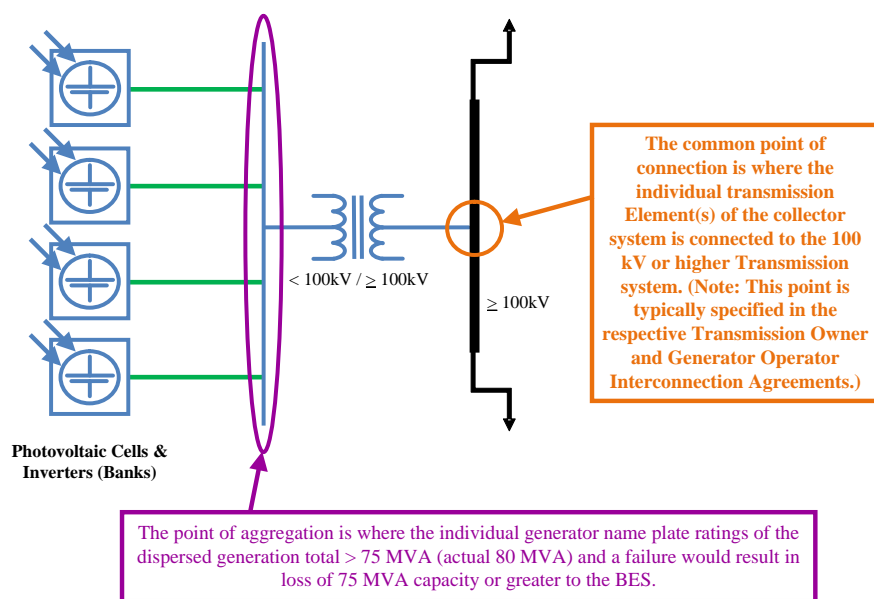 The common point of
connection is where the
individual transmission
Element(s) of the collector
system is connected to the 100
kV or higher Transmission
system. (Note: This point is
typically specified in the
respective Transmission Owner
and Generator Operator
Interconnection Agreements.)
< 100kV / ≥ 100kV
≥ 100kV
Photovoltaic Cells &
Inverters (Banks)
The point of aggregation is where the individual generator name plate ratings of the
dispersed generation total > 75 MVA (actual 80 MVA) and a failure would result in
loss of 75 MVA capacity or greater to the BES.